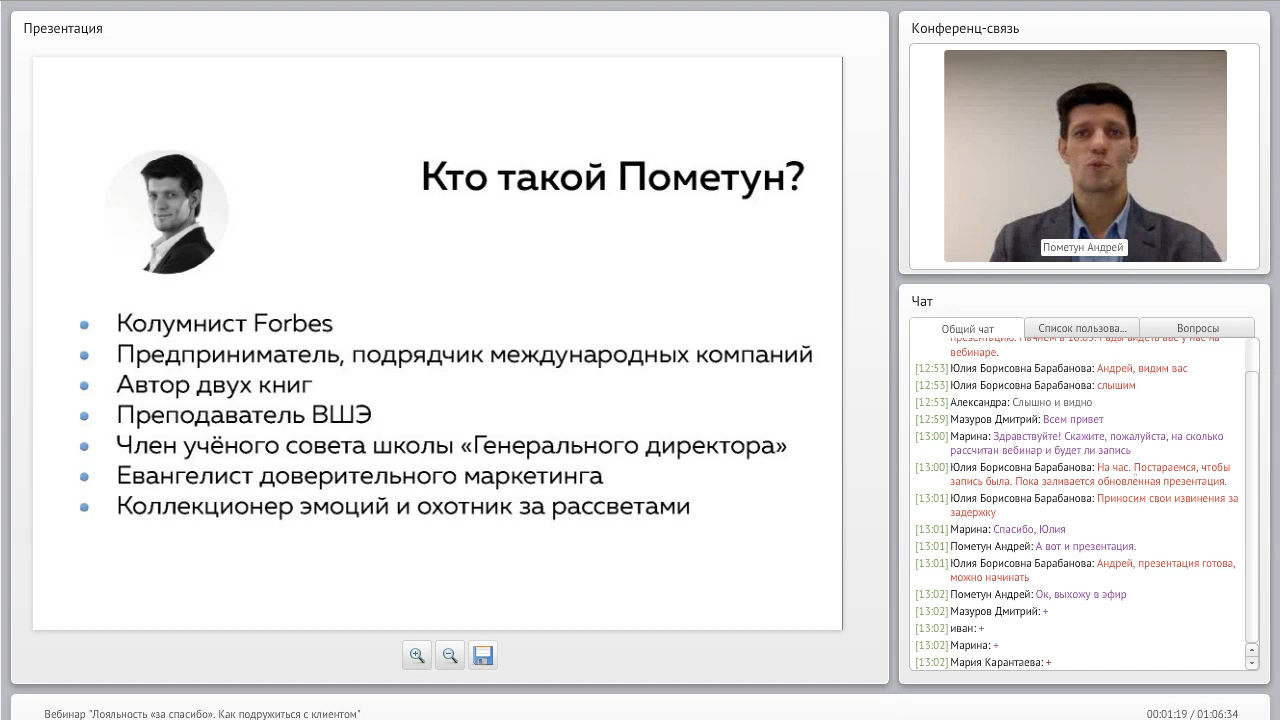 Презентация
Кто такой Пометун?
Колумнист Forbes
Предприниматель, подрядчик международных компаний
Автор двух книг
Преподаватель ВШЭ
Член учёного совета школы «Генерального директора»
Евангелист доверительного маркетинга
Коллекционер эмоций и охотник за рассветами
Конференц-связь
Пометун Андрей
Чат
Общий чат
Список пользова...
Вопросы
вебинаре.
[12:53] Юлия Борисовна Барабанова: Андрей, видим вас
[12:53] Юлия Борисовна Барабанова: слышим
[12:53] Александра: Слышно и видно
[12:59] Мазуров Дмитрий: Всем привет
[13:00] Марина: Здравствуйте! Скажите, пожалуйста, на сколько
рассчитан вебинар и будет ли запись
[13:00] Юлия Борисовна Барабанова: На час. Постараемся, чтобы
запись была. Пока заливается обновлённая презентация.
[13:01] Юлия Борисовна Барабанова: Приносим свои извинения за
задержку
[13:01] Марина: Спасибо, Юлия
[13:01] Пометун Андрей: А вот и презентация.
[13:01] Юлия Борисовна Барабанова: Андрей, презентация готова,
можно начинать
[13:02] Пометун Андрей: Ок, выхожу в эфир
[13:02] Мазуров Дмитрий: +
[13:02] иван: +
[13:02] Марина: +
[13:02] Мария Карантаева: +
Вебинар "Лояльность «за спасибо». Как подружиться с клиентом"
00:01:19 / 01:06:34